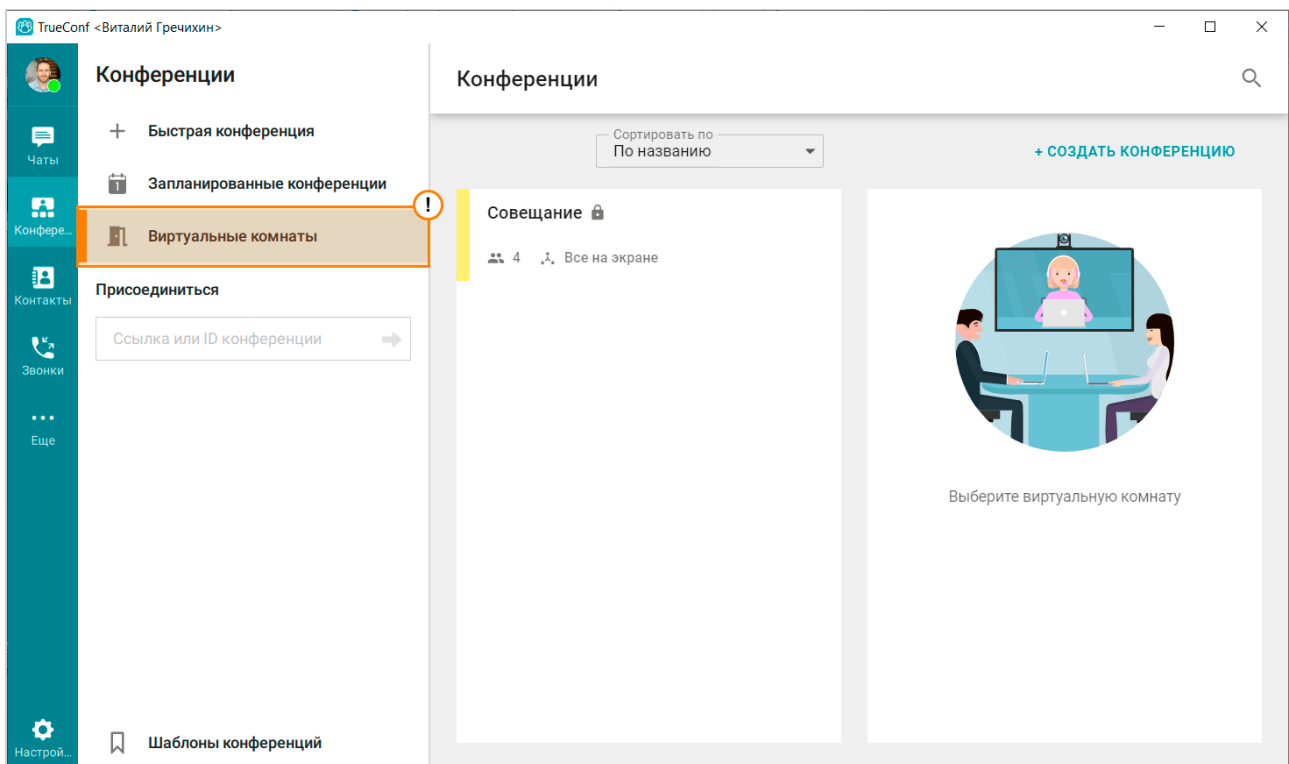 TrueConf <Виталий Гречихин>
Чаты
Конфере...
Контакты
Звонки
Еще
Настрой...
Конференции
Быстрая конференция
1
Запланированные конференции
!
Виртуальные комнаты
Присоединиться
Ссылка или ID конференции
Шаблоны конференций
Конференции
Сортировать по
По названию
+ СОЗДАТЬ КОНФЕРЕНЦИЮ
Совещание
4 Все на экране
Выберите виртуальную комнату